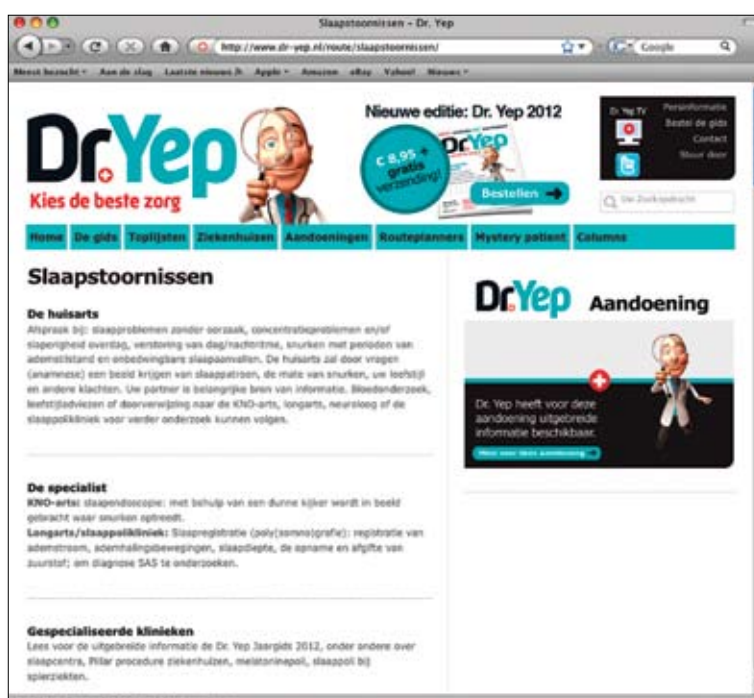 Slaapstoornissen – Dr. Yep
http://www.dr-yep.nl/route/slaapstoornissen/
Google
Meest bezocht Aan de slag Laatste nieuws Apple Amazon eBay Yahoo! Nieuws
Dr.Yep
Kies de beste zorg
Nieuwe editie: Dr. Yep 2012
€ 8,95 +
gratis
verzending!
Dr.Yep
Bestellen
Dr. Yep TV
Persinformatie
Bestel de gids
Contact
Stuur door
Uw Zoekopdracht
Home De gids Toplijsten Ziekenhuizen Aandoeningen Routeplanners Mystery patient Columns
Slaapstoornissen
De huisarts
Afspraak bij: slaapproblemen zonder oorzaak, concentratieproblemen en/of
slaperigheid overdag, verstoring van dag/nachtritme, snurken met perioden van
ademstilstand en onbedwingbare slaapaanvallen. De huisarts zal door vragen
(anamnese) een beeld krijgen van slaappatroon, de mate van snurken, uw leefstijl
en andere klachten. Uw partner is belangrijke bron van informatie. Bloedonderzoek,
leefstijladviezen of doorverwijzing naar de KNO-arts, longarts, neuroloog of de
slaappolikliniek voor verder onderzoek kunnen volgen.
De specialist
KNO-arts: slaapendoscopie: met behulp van een dunne kijker wordt in beeld
gebracht waar snurken optreedt.
Longarts/slaappolikliniek: Slaapregistratie (poly(somno)grafie): registratie van
ademstroom, ademhalingsbewegingen, slaapdiepte, de opname en afgifte van
zuurstof; om diagnose SAS te onderzoeken.
Gespecialiseerde klinieken
Lees voor de uitgebreide informatie de Dr. Yep Jaargids 2012, onder andere over
slaapcentra, Pillar procedure ziekenhuizen, melatoninepoli, slaappoli bij
spierziekten.
Dr.Yep Aandoening
Dr. Yep heeft voor deze
aandoening uitgebreide
informatie beschikbaar.
Meer over deze aandoening